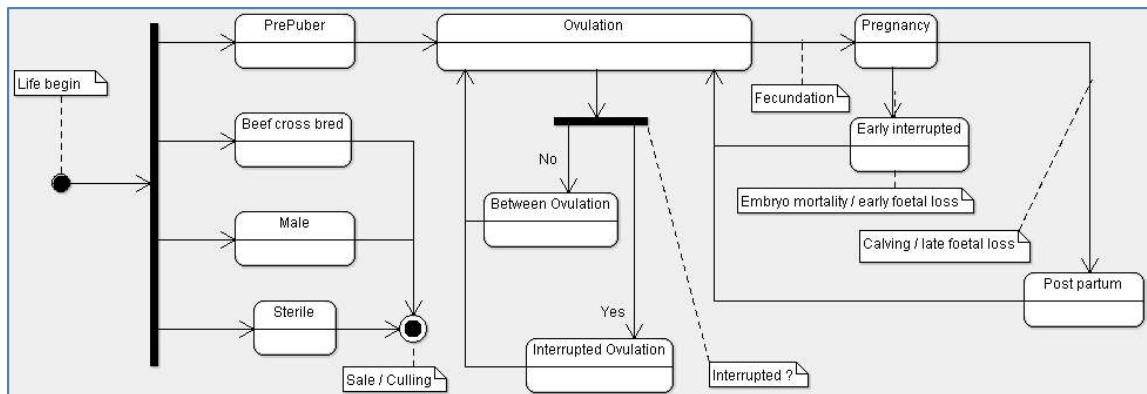 PrePuber
Ovulation
Pregnancy
Life begin
Fecundation
Beef cross bred
Early interrupted
No
Between Ovulation
Embryo mortality / early foetal loss
Male
Calving / late foetal loss
Post partum
Sterile
Yes
Interrupted Ovulation
Sale / Culling
Interrupted ?